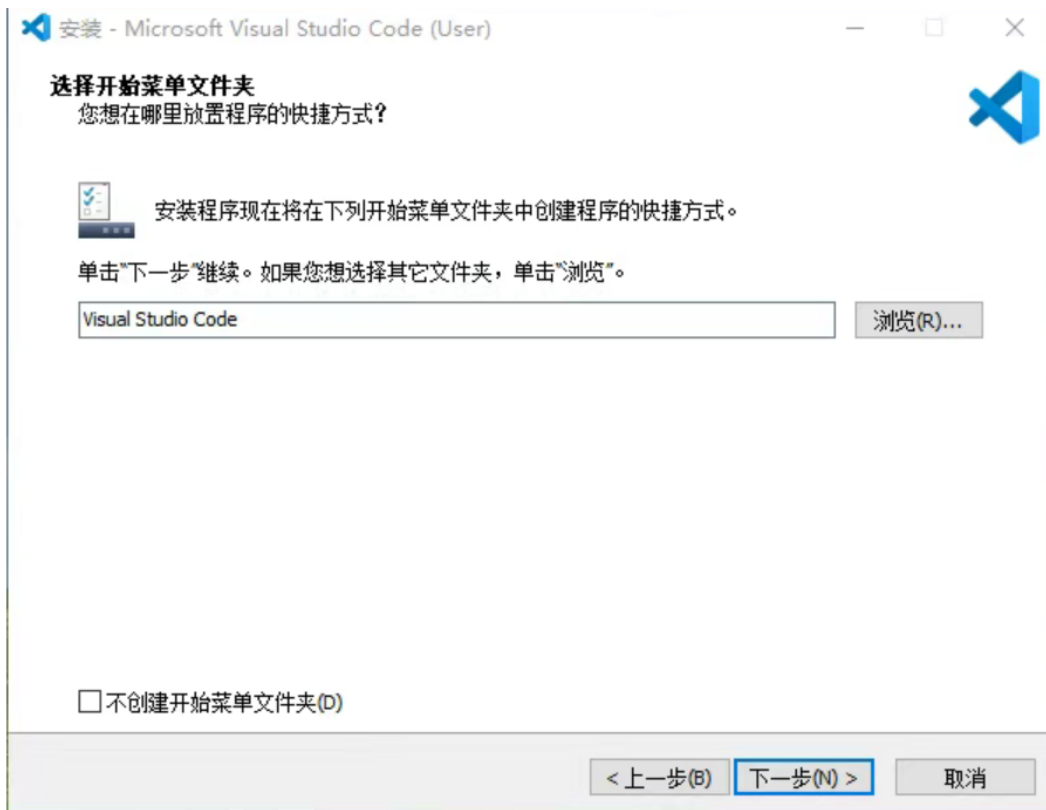 安装 - Microsoft Visual Studio Code (User)
选择开始菜单文件夹
您想在哪里放置程序的快捷方式?
安装程序现在将在下列开始菜单文件夹中创建程序的快捷方式。
单击"下一步"继续。如果您想选择其它文件夹，单击"浏览"。
Visual Studio Code
浏览(R)...
不创建开始菜单文件夹(D)
< 上一步(B)
下一步(N) >
取消